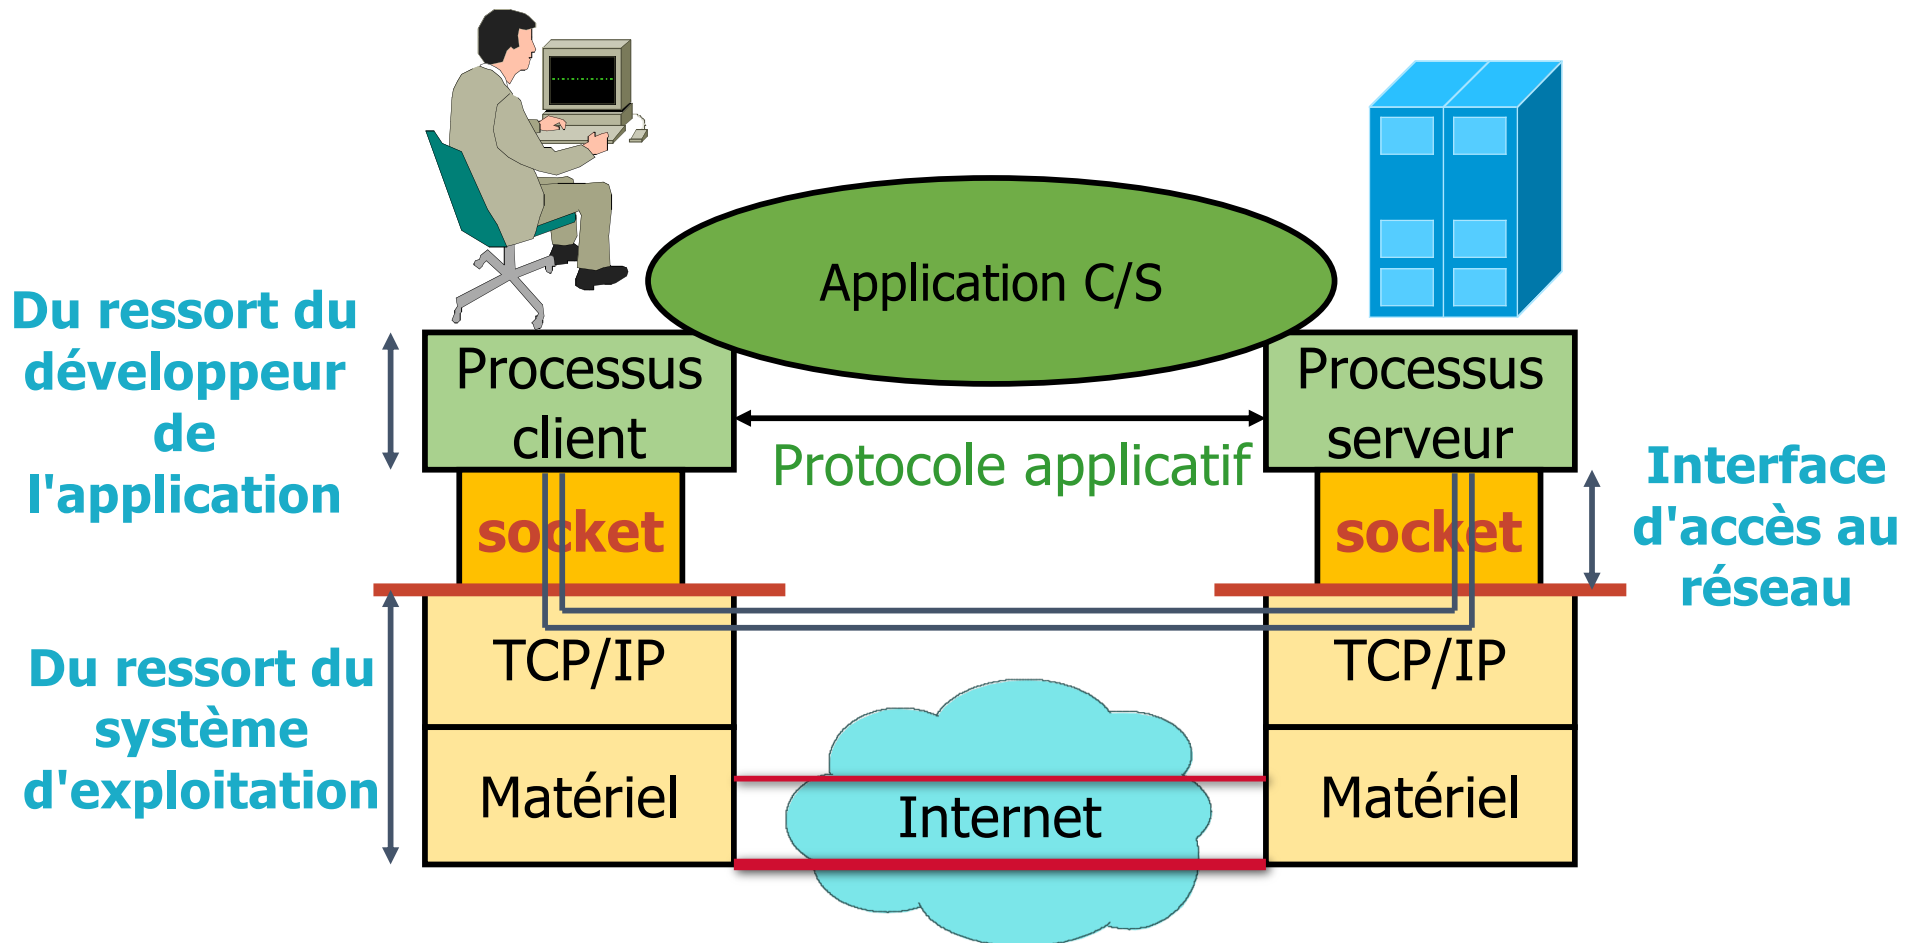 Application C/S
Du ressort du
développeur
de
l'application
Processus
client
Processus
serveur
Protocole applicatif
socket
socket
Interface
d'accès au
réseau
Du ressort du
système
d'exploitation
TCP/IP
TCP/IP
Matériel
Internet
Matériel